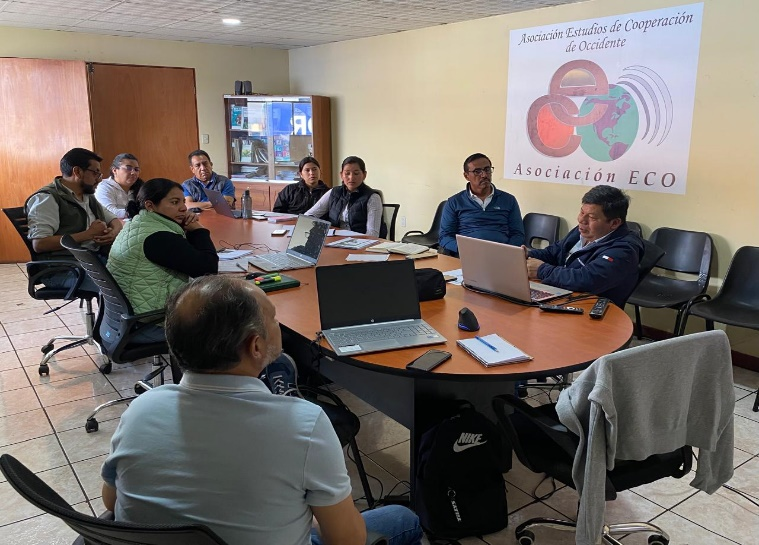 Asociación Estudios de Cooperación
de Occidente
Asociación ECO
NIKE